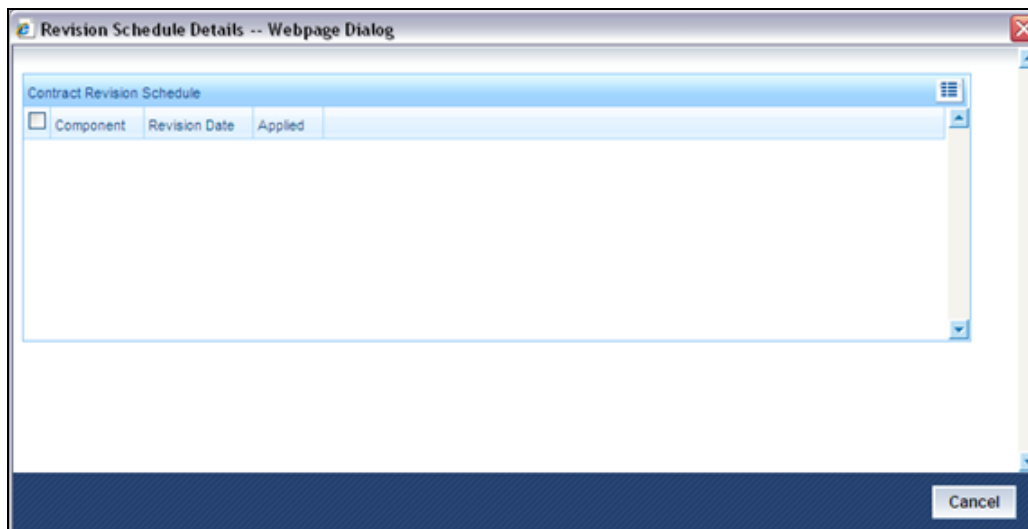 Revision Schedule Details -- Webpage Dialog
Contract Revision Schedule
Component Revision Date Applied
Cancel